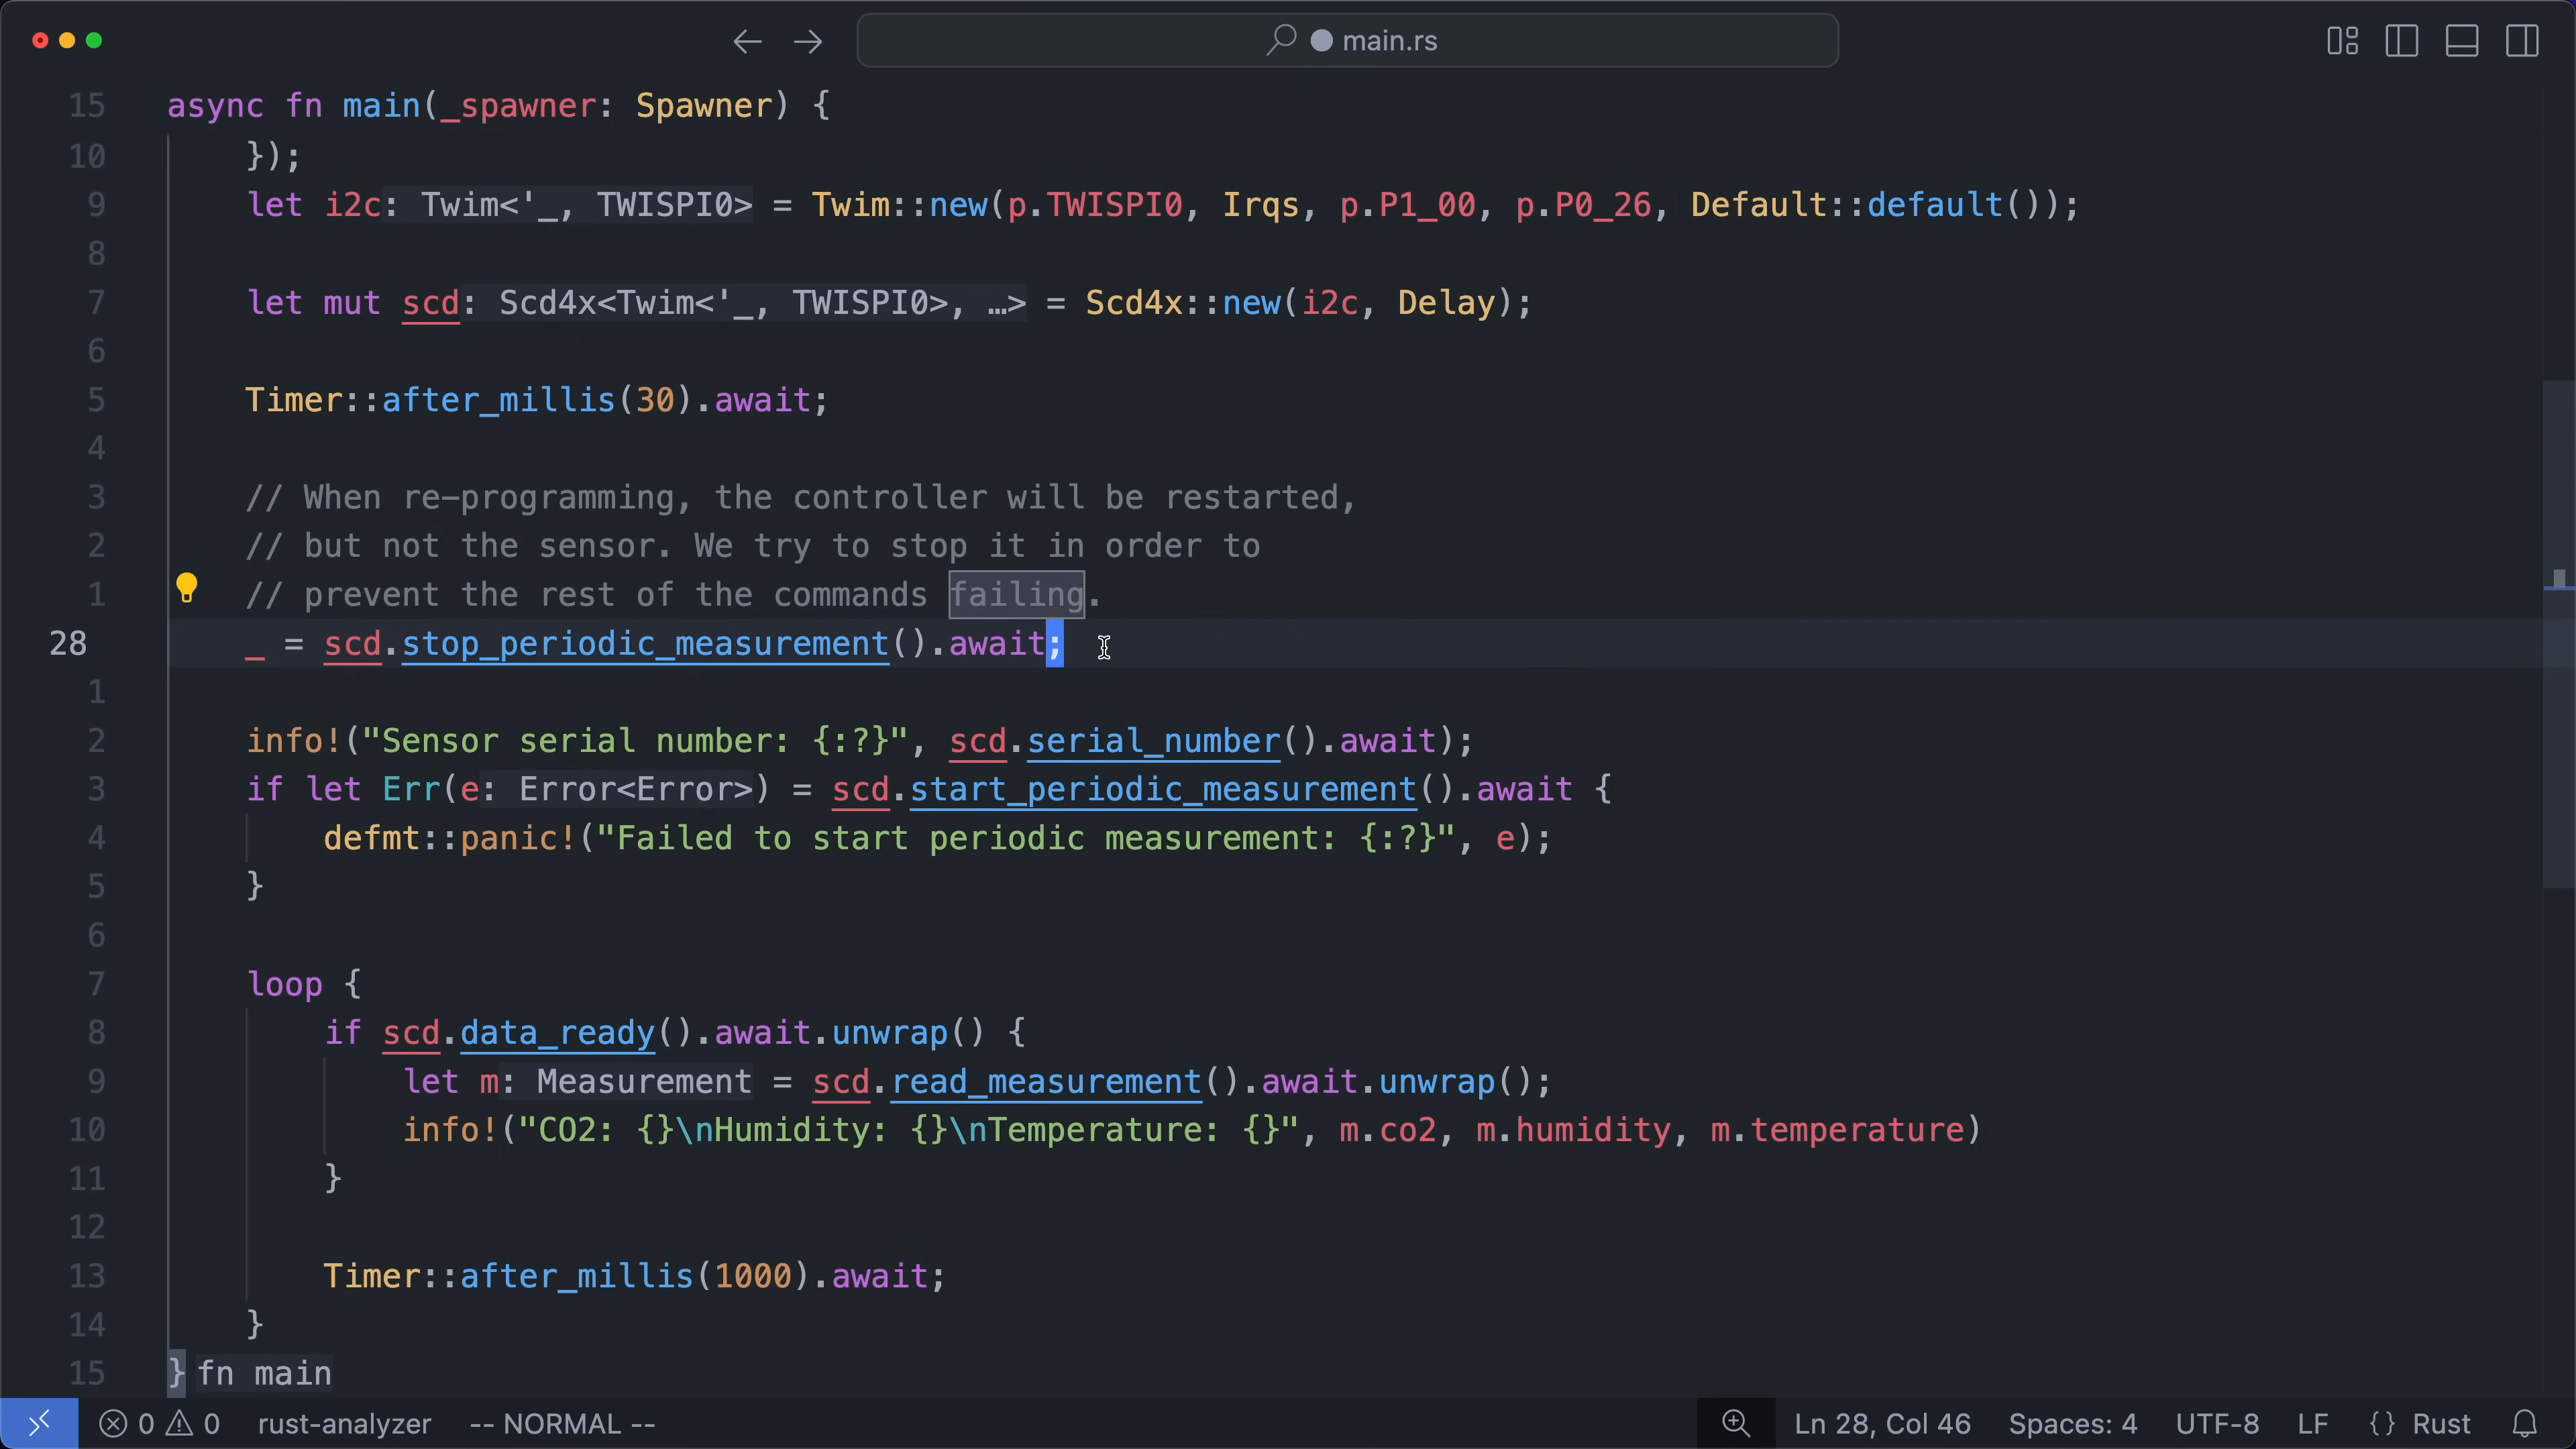 main.rs
15 async fn main(_spawner: Spawner) {
10 });
9 let i2c: Twim<'_, TWISPI0> = Twim::new(p.TWISPI0, Irqs, p.P1_00, p.P0_26, Default::default());
8
7 let mut scd: Scd4x<Twim<'_, TWISPI0>, …> = Scd4x::new(i2c, Delay);
6
5 Timer::after_millis(30).await;
4
3 // When re-programming, the controller will be restarted,
2 // but not the sensor. We try to stop it in order to
1 // prevent the rest of the commands failing.
28 _ = scd.stop_periodic_measurement().await;
1
2 info!("Sensor serial number: {:?}", scd.serial_number().await);
3 if let Err(e: Error<Error>) = scd.start_periodic_measurement().await {
4 defmt::panic!("Failed to start periodic measurement: {:?}", e);
5 }
6
7 loop {
8 if scd.data_ready().await.unwrap() {
9 let m: Measurement = scd.read_measurement().await.unwrap();
10 info!("CO2: {}\nHumidity: {}\nTemperature: {}", m.co2, m.humidity, m.temperature)
11 }
12
13 Timer::after_millis(1000).await;
14 }
15 } fn main
0 0 rust-analyzer -- NORMAL -- Ln 28, Col 46 Spaces: 4 UTF-8 LF {} Rust